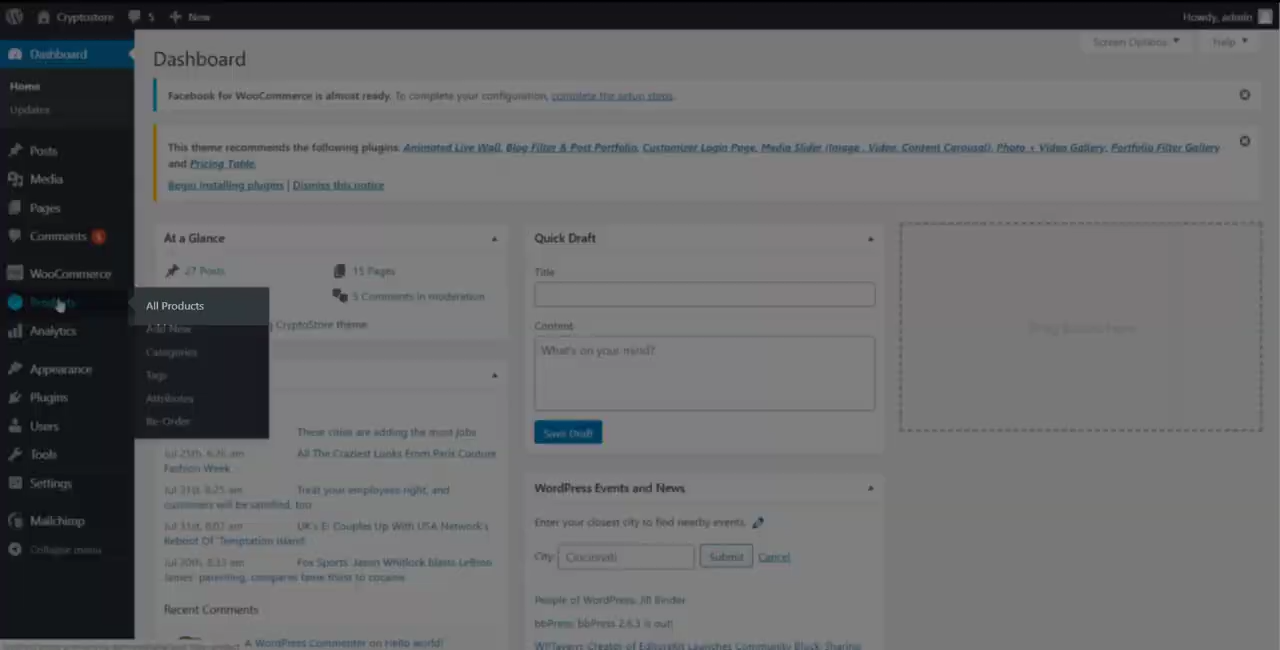 Cryptostore 5 New Howdy, admin
Dashboard
Home
Updates
Posts
Media
Pages
Comments
WooCommerce
Products
Analytics
Appearance
Plugins
Users
Tools
Settings
Mailchimp
Collapse menu
All Products
Add New
Categories
Tags
Attributes
Re-Order
Screen Options Help
Dashboard
Facebook for WooCommerce is almost ready. To complete your configuration, complete the setup steps.
This theme recommends the following plugins: Animated Live Wall, Blog Filter & Post Portfolio, Customizer Login Page, Media Slider (Image , Video, Content Carousal), Photo + Video Gallery, Portfolio Filter Gallery
and Pricing Table.
Begin installing plugins | Dismiss this notice
At a Glance
27 Posts 15 Pages
5 Comments in moderation
CryptoStore theme
These cities are adding the most jobs
Jul 25th, 6:26 am All The Craziest Looks From Paris Couture
Fashion Week
Jul 31st, 8:25 am Treat your employees right, and
customers will be satisfied, too
Jul 31st, 8:07 am UK's E! Couples Up With USA Network's
Reboot Of 'Temptation Island'
Jul 30th, 8:33 am Fox Sports' Jason Whitlock blasts LeBron
James' parenting, compares fame thirst to cocaine
Recent Comments
A WordPress Commenter on Hello world!
Quick Draft
Title
Content
What's on your mind?
Save Draft
WordPress Events and News
Enter your closest city to find nearby events.
City: Cincinnati Submit Cancel
People of WordPress: Jill Binder
bbPress: bbPress 2.6.3 is out!
WPTavern: Creator of EditorsKit Launches Community Block-Sharing
Drag boxes here